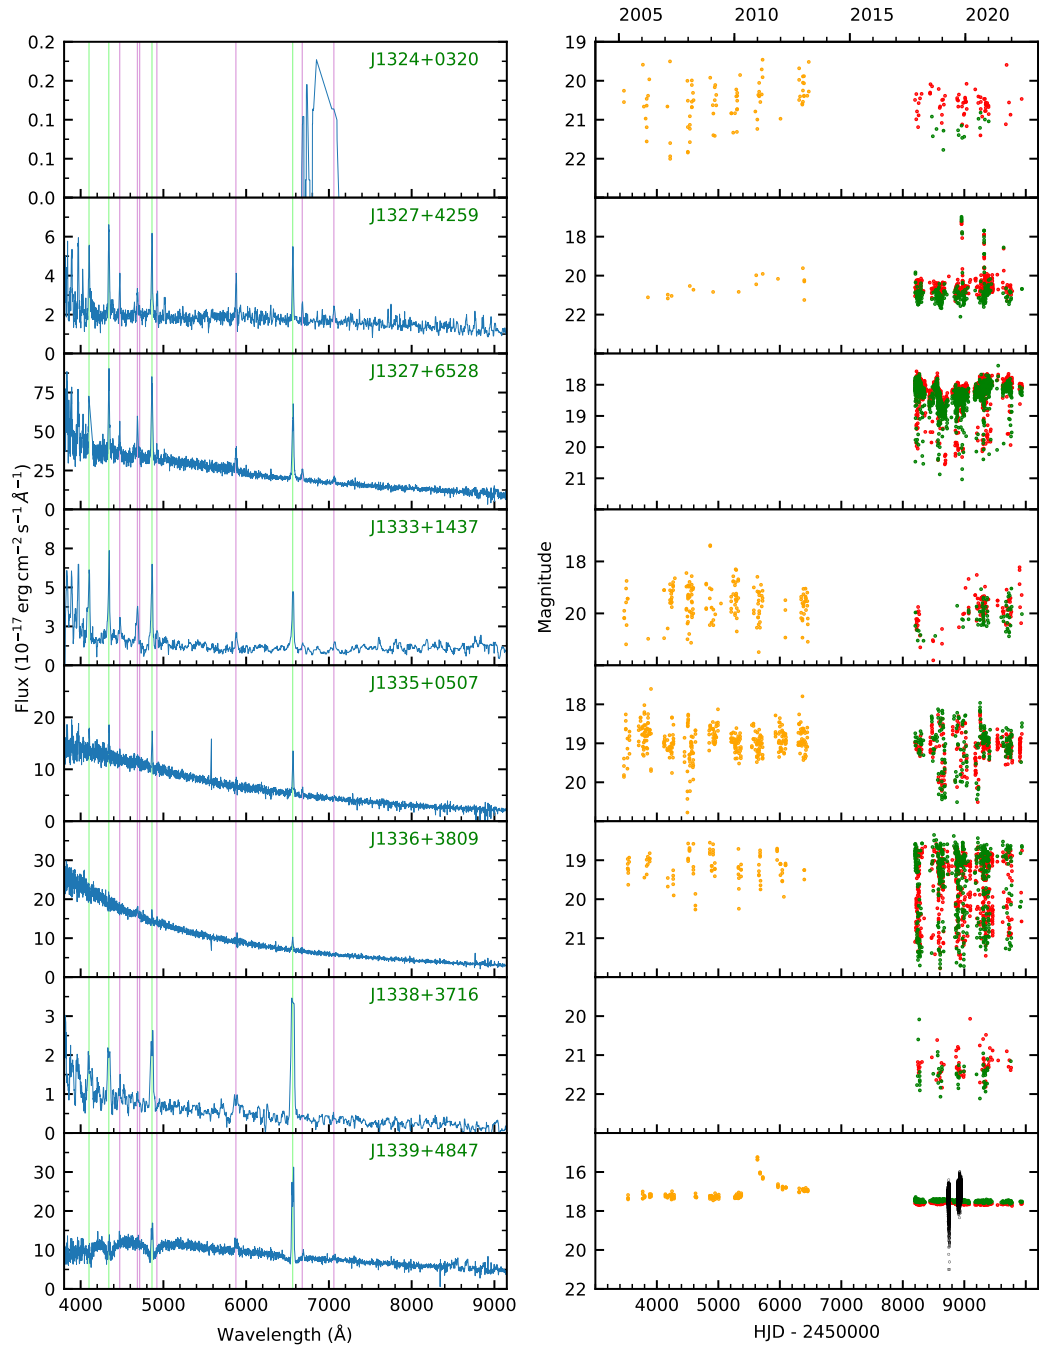 2005 2010 2015 2020
0.2 J1324+0320 19
0.2 20
0.1 21
0.1 22
0.0
J1327+4259
6 18
4 20
2 22
0
J1327+6528
75 18
50 19
25 20
0 21
J1333+1437
8 18
5 20
3
0
J1335+0507
20 18
10 19
0 20
J1336+3809
30 19
20 20
10 21
0
J1338+3716
3 20
2 21
1 22
0
J1339+4847
30 16
20 18
10 20
0 22
4000 5000 6000 7000 8000 9000
4000 5000 6000 7000 8000 9000
Wavelength (Å)
HJD - 2450000
Flux (10⁻¹⁷ erg cm⁻² s⁻¹ Å⁻¹)
Magnitude